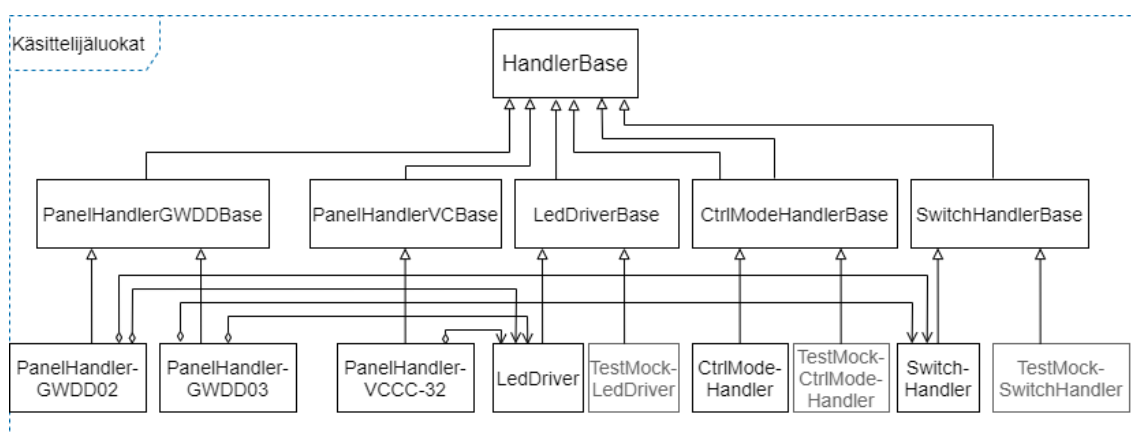 Käsittelijäluokat
HandlerBase
PanelHandlerGWDDBase
PanelHandlerVCBase
LedDriverBase
CtrlModeHandlerBase
SwitchHandlerBase
PanelHandler-
GWDD02
PanelHandler-
GWDD03
PanelHandler-
VCCC-32
LedDriver
TestMock-
LedDriver
CtrlMode-
Handler
TestMock-
CtrlMode-
Handler
Switch-
Handler
TestMock-
SwitchHandler